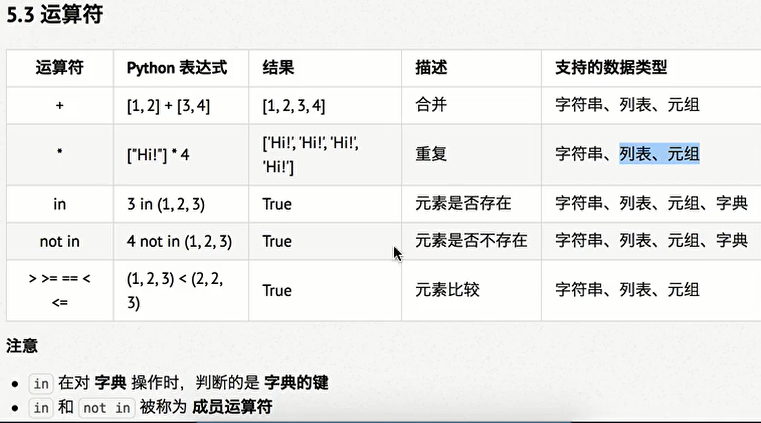 5.3 运算符
运算符 Python 表达式 结果 描述 支持的数据类型
+ [1, 2] + [3, 4] [1, 2, 3, 4] 合并 字符串、列表、元组
* ["Hi!"] * 4 ['Hi!', 'Hi!', 'Hi!', 'Hi!'] 重复 字符串、列表、元组
in 3 in (1, 2, 3) True 元素是否存在 字符串、列表、元组、字典
not in 4 not in (1, 2, 3) True 元素是否不存在 字符串、列表、元组、字典
> >= == < <= (1, 2, 3) < (2, 2, 3) True 元素比较 字符串、列表、元组
注意
• in 在对 字典 操作时，判断的是 字典的键
• in 和 not in 被称为 成员运算符